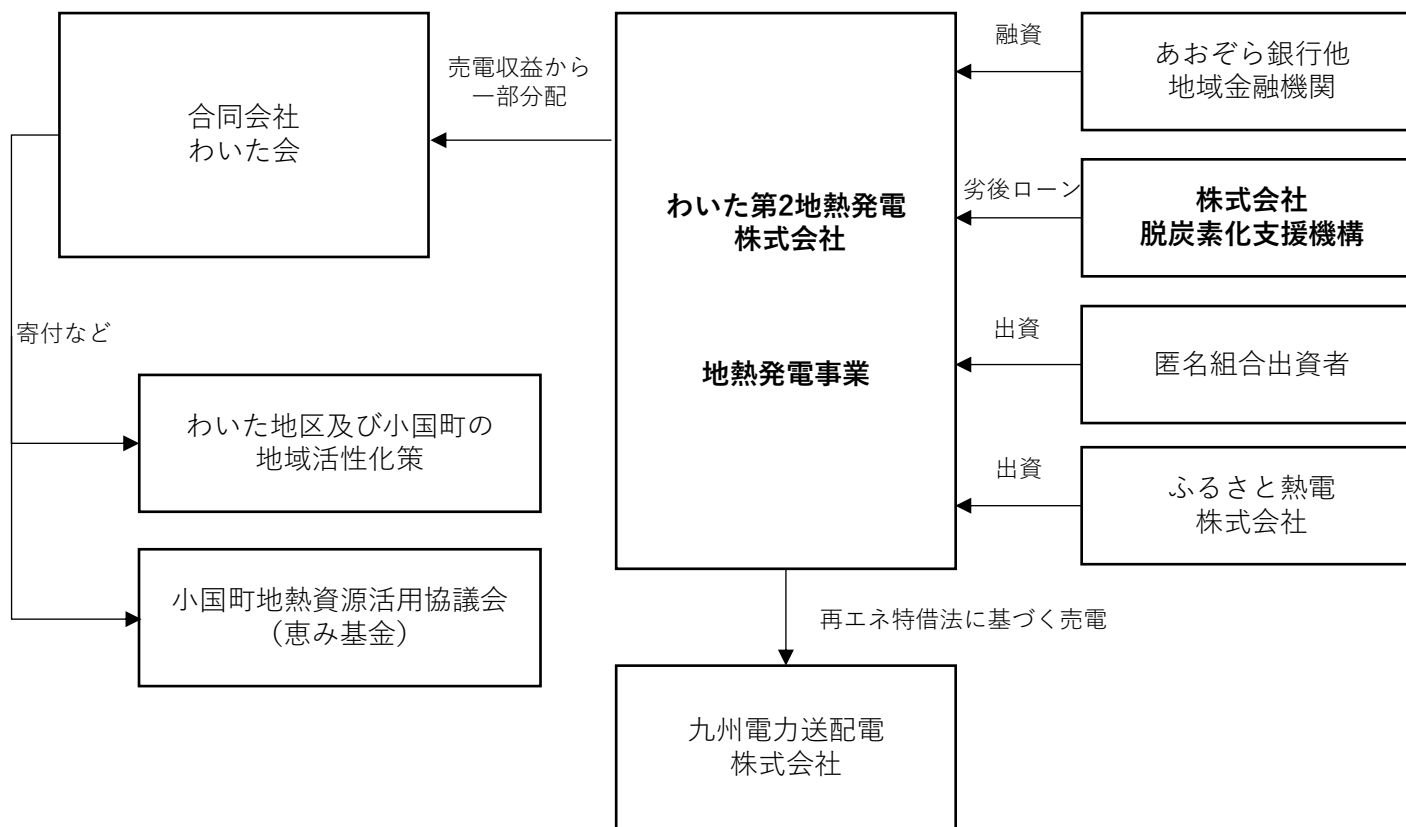 合同会社
わいた会
売電収益から
一部分配
わいた第2地熱発電
株式会社
地熱発電事業
融資
あおぞら銀行他
地域金融機関
劣後ローン
株式会社
脱炭素化支援機構
出資
匿名組合出資者
出資
ふるさと熱電
株式会社
寄付など
わいた地区及び小国町の
地域活性化策
小国町地熱資源活用協議会
(恵み基金)
再エネ特借法に基づく売電
九州電力送配電
株式会社